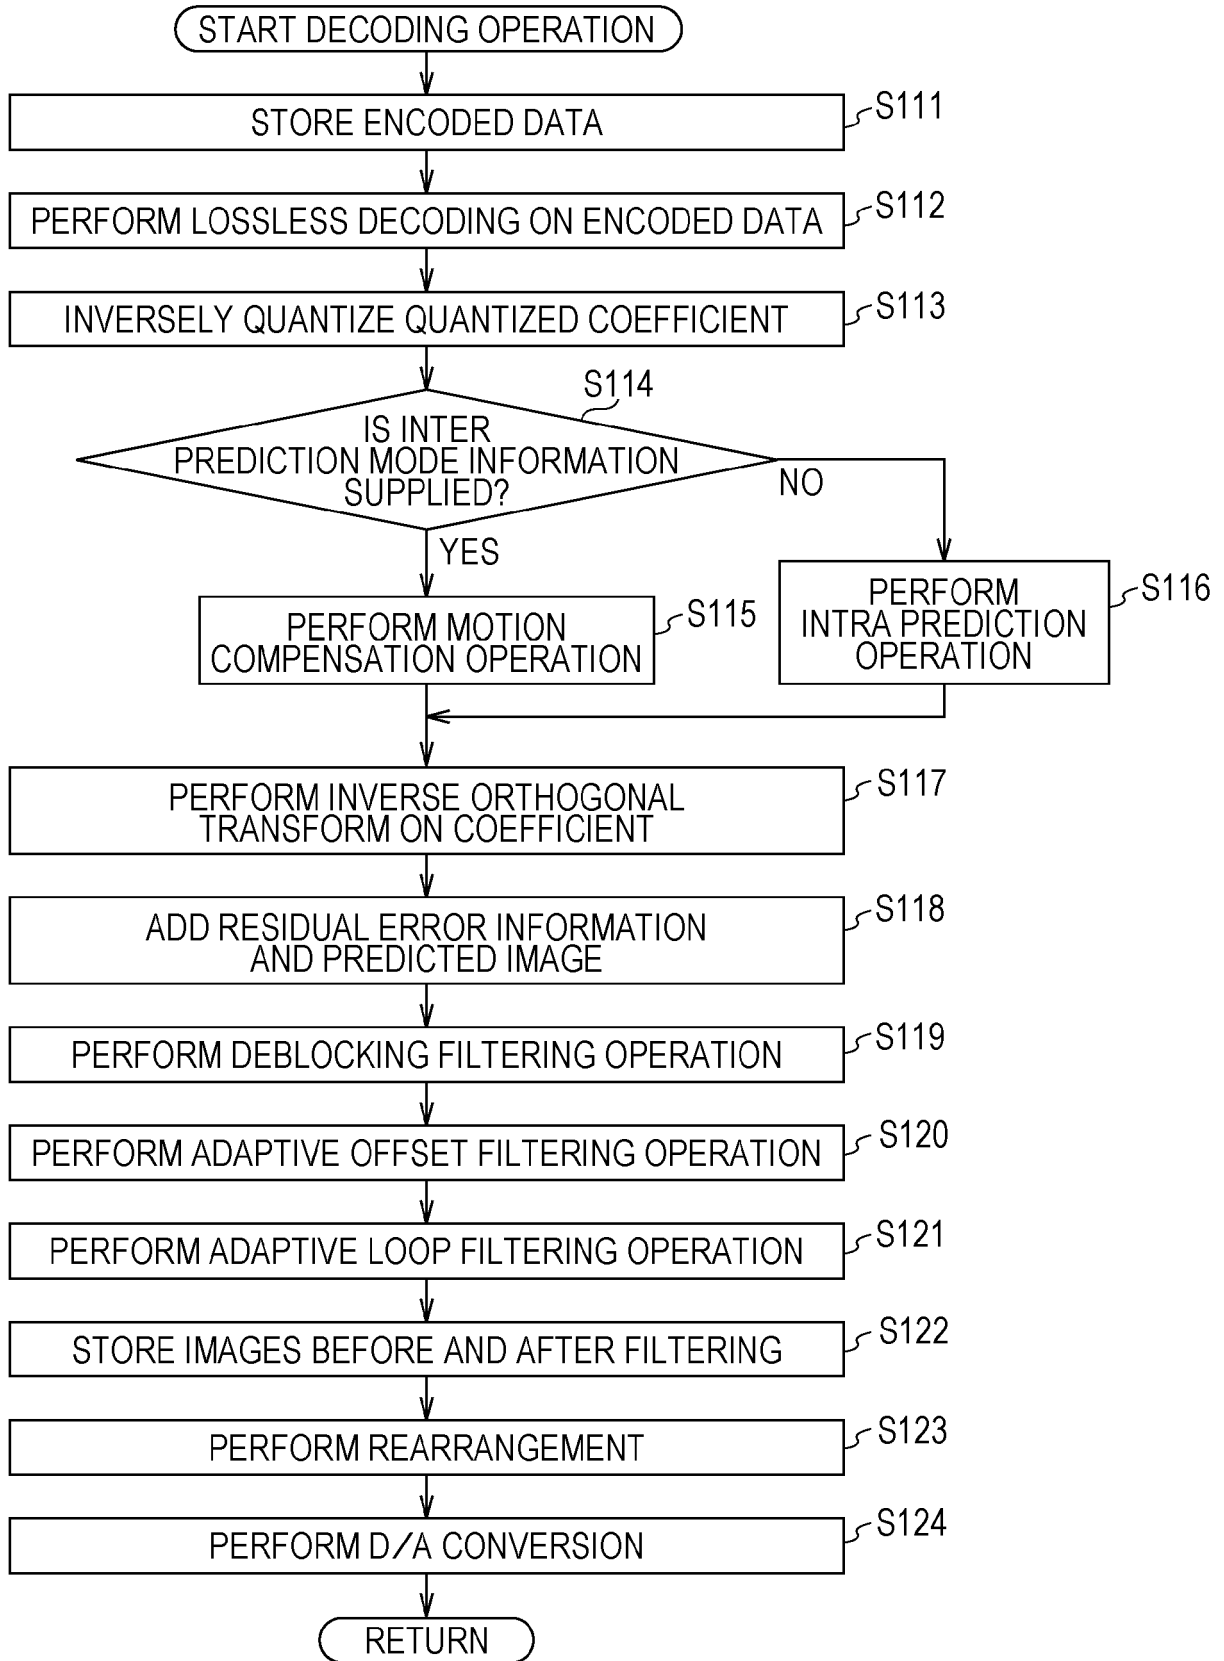 START DECODING OPERATION
STORE ENCODED DATA
S111
PERFORM LOSSLESS DECODING ON ENCODED DATA
S112
INVERSELY QUANTIZE QUANTIZED COEFFICIENT
S113
S114
IS INTER
PREDICTION MODE INFORMATION
SUPPLIED?
NO
YES
PERFORM MOTION
COMPENSATION OPERATION
S115
PERFORM
INTRA PREDICTION
OPERATION
S116
PERFORM INVERSE ORTHOGONAL
TRANSFORM ON COEFFICIENT
S117
ADD RESIDUAL ERROR INFORMATION
AND PREDICTED IMAGE
S118
PERFORM DEBLOCKING FILTERING OPERATION
S119
PERFORM ADAPTIVE OFFSET FILTERING OPERATION
S120
PERFORM ADAPTIVE LOOP FILTERING OPERATION
S121
STORE IMAGES BEFORE AND AFTER FILTERING
S122
PERFORM REARRANGEMENT
S123
PERFORM D/A CONVERSION
S124
RETURN